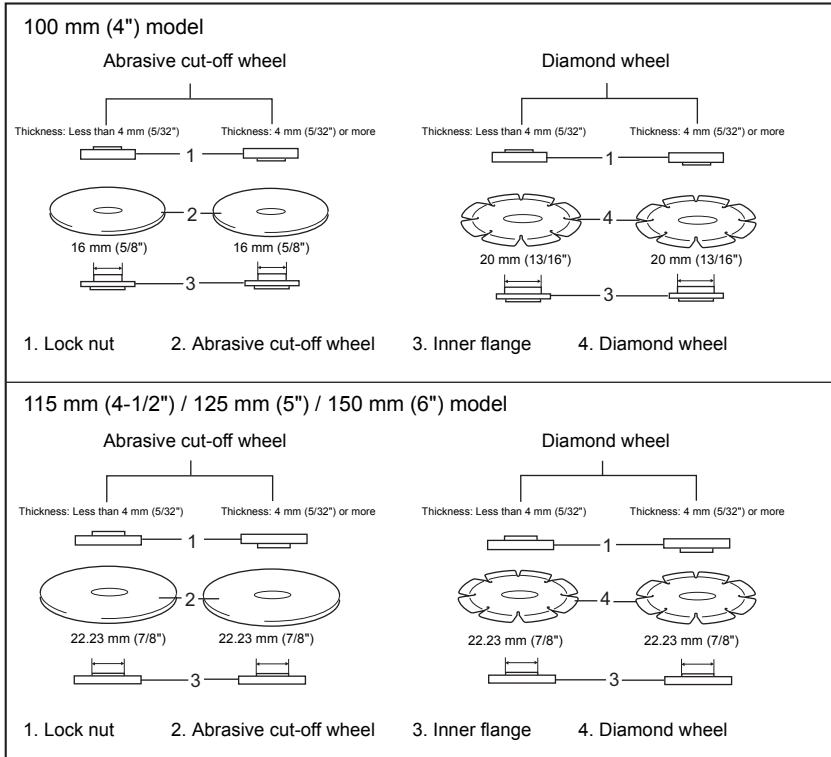 100 mm (4") model
Abrasive cut-off wheel Diamond wheel
Thickness: Less than 4 mm (5/32") Thickness: 4 mm (5/32") or more Thickness: Less than 4 mm (5/32") Thickness: 4 mm (5/32") or more
1 1
2 4
16 mm (5/8") 16 mm (5/8") 20 mm (13/16") 20 mm (13/16")
3 3
1. Lock nut 2. Abrasive cut-off wheel 3. Inner flange 4. Diamond wheel
115 mm (4-1/2") / 125 mm (5") / 150 mm (6") model
Abrasive cut-off wheel Diamond wheel
Thickness: Less than 4 mm (5/32") Thickness: 4 mm (5/32") or more Thickness: Less than 4 mm (5/32") Thickness: 4 mm (5/32") or more
1 1
2 4
22.23 mm (7/8") 22.23 mm (7/8") 22.23 mm (7/8") 22.23 mm (7/8")
3 3
1. Lock nut 2. Abrasive cut-off wheel 3. Inner flange 4. Diamond wheel